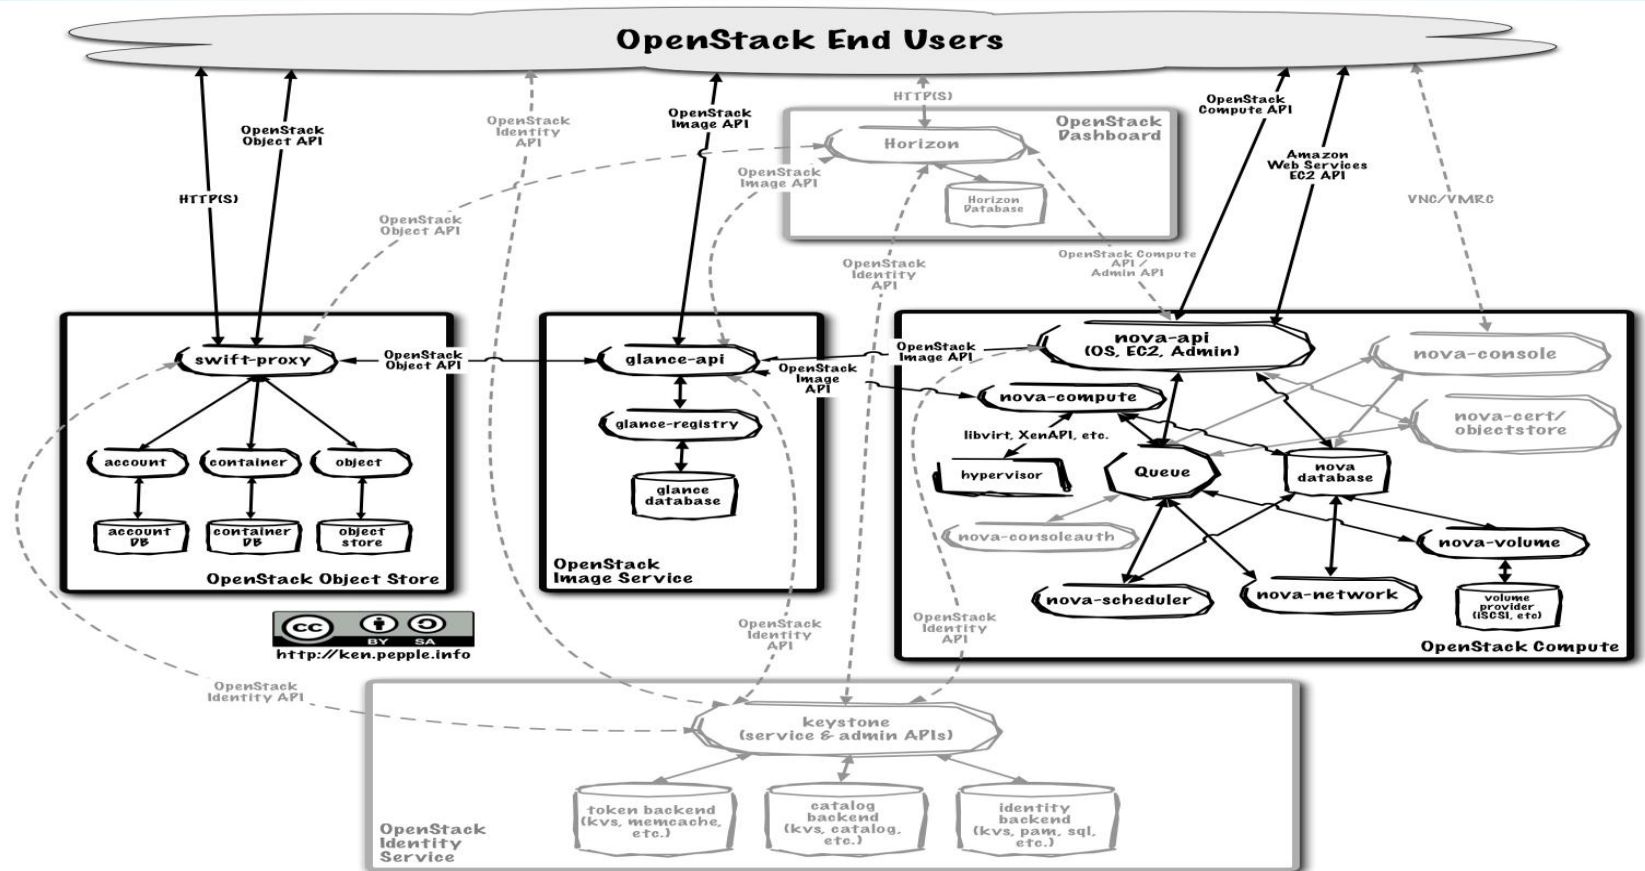 OpenStack End Users
HTTP(S)
OpenStack
Object API
OpenStack
Identity
API
OpenStack
Image API
HTTP(S)
OpenStack
Compute API
Amazon
Web Services
EC2 API
VNC/VMRC
OpenStack
Dashboard
Horizon
Horizon
Database
OpenStack
Image API
OpenStack
Object API
OpenStack
Identity
API
OpenStack Compute
API /
Admin API
swift-proxy
account
container
object
account
DB
container
DB
object
store
OpenStack Object Store
OpenStack
Object API
glance-api
glance-registry
glance
database
OpenStack
Image Service
OpenStack
Image API
OpenStack
Image
API
nova-api
(OS, EC2, Admin)
nova-console
nova-compute
nova-cert/
objectstore
libvirt, XenAPI, etc.
hypervisor
Queue
nova
database
nova-consoleauth
nova-volume
nova-scheduler
nova-network
volume
provider
(iSCSI, etc)
OpenStack Compute
cc
BY SA
http://ken.pepple.info
OpenStack
Identity API
OpenStack
Identity
API
OpenStack
Identity
API
keystone
(service & admin APIs)
token backend
(kvs, memcache,
etc.)
catalog
backend
(kvs, catalog,
etc.)
identity
backend
(kvs, pam, sql,
etc.)
OpenStack
Identity
Service